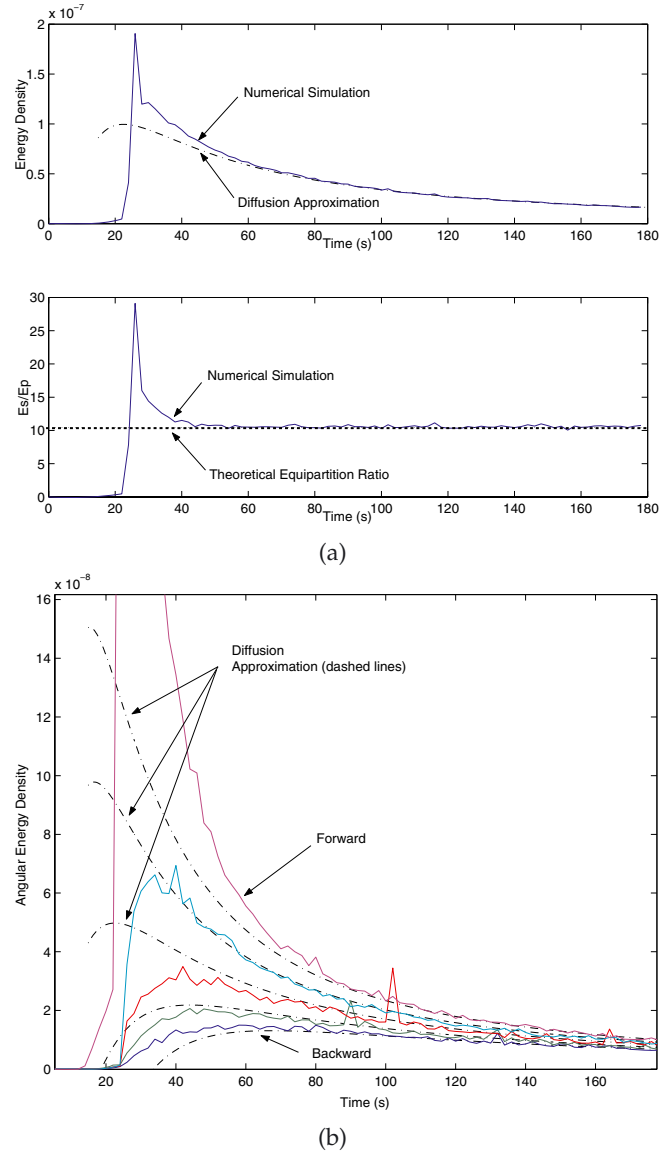 x 10⁻⁷
2
1.5
1
0.5
0
Energy Density
Numerical Simulation
Diffusion Approximation
0 20 40 60 80 100 120 140 160 180
Time (s)
30
25
20
15
10
5
0
Es/Ep
Numerical Simulation
Theoretical Equipartition Ratio
0 20 40 60 80 100 120 140 160 180
Time (s)
(a)
x 10⁻⁸
16
14
12
10
8
6
4
2
0
Angular Energy Density
Diffusion
Approximation (dashed lines)
Forward
Backward
20 40 60 80 100 120 140 160
Time (s)
(b)